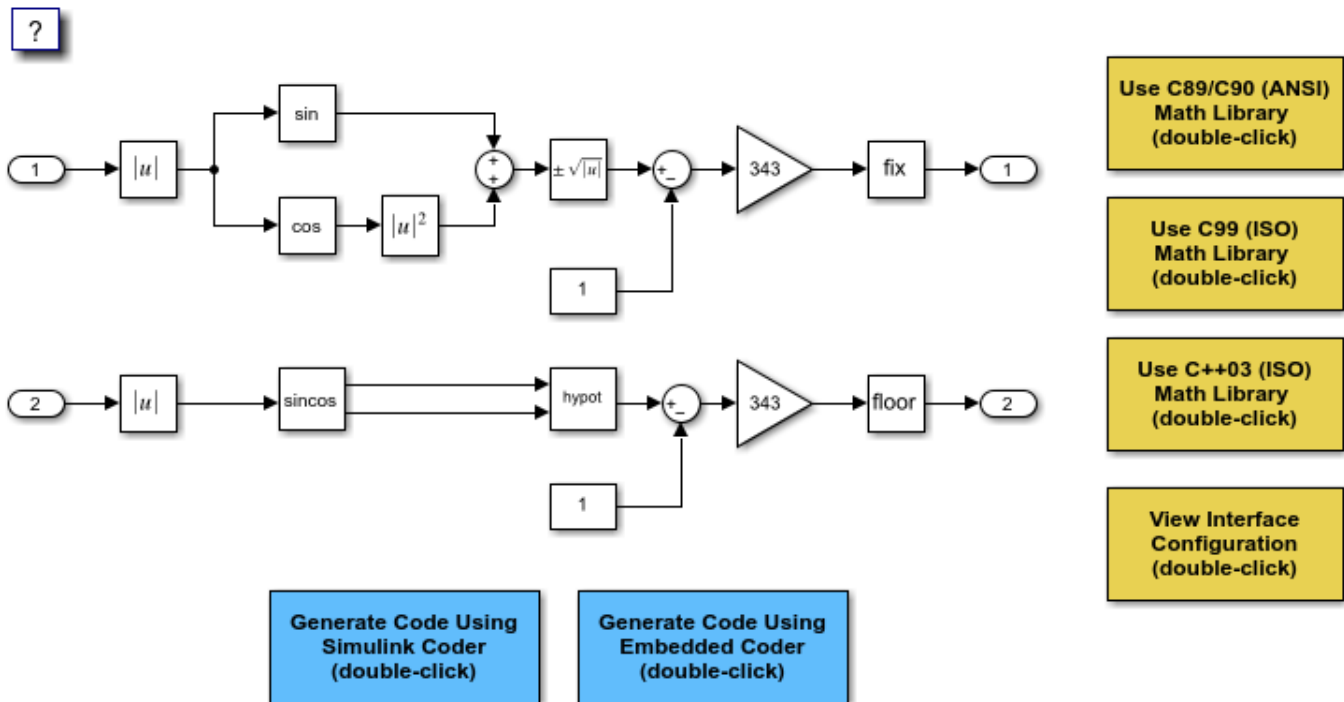 ?
Use C89/C90 (ANSI)
Math Library
(double-click)
sin
+
+
1
|u|
± √|u|
+
−
343
fix
1
cos
|u|²
Use C99 (ISO)
Math Library
(double-click)
1
Use C++03 (ISO)
Math Library
(double-click)
2
|u|
sincos
hypot
+
−
343
floor
2
1
View Interface
Configuration
(double-click)
Generate Code Using
Simulink Coder
(double-click)
Generate Code Using
Embedded Coder
(double-click)